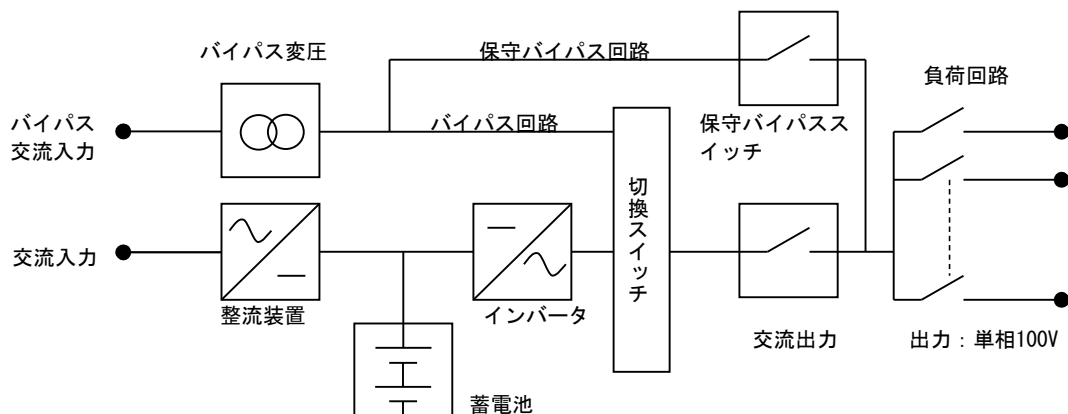 バイパス変圧
保守バイパス回路
負荷回路
バイパス
交流入力
バイパス回路
保守バイパスス
イッチ
切換スイッチ
交流入力
整流装置
インバータ
交流出力
出力：単相100V
蓄電池